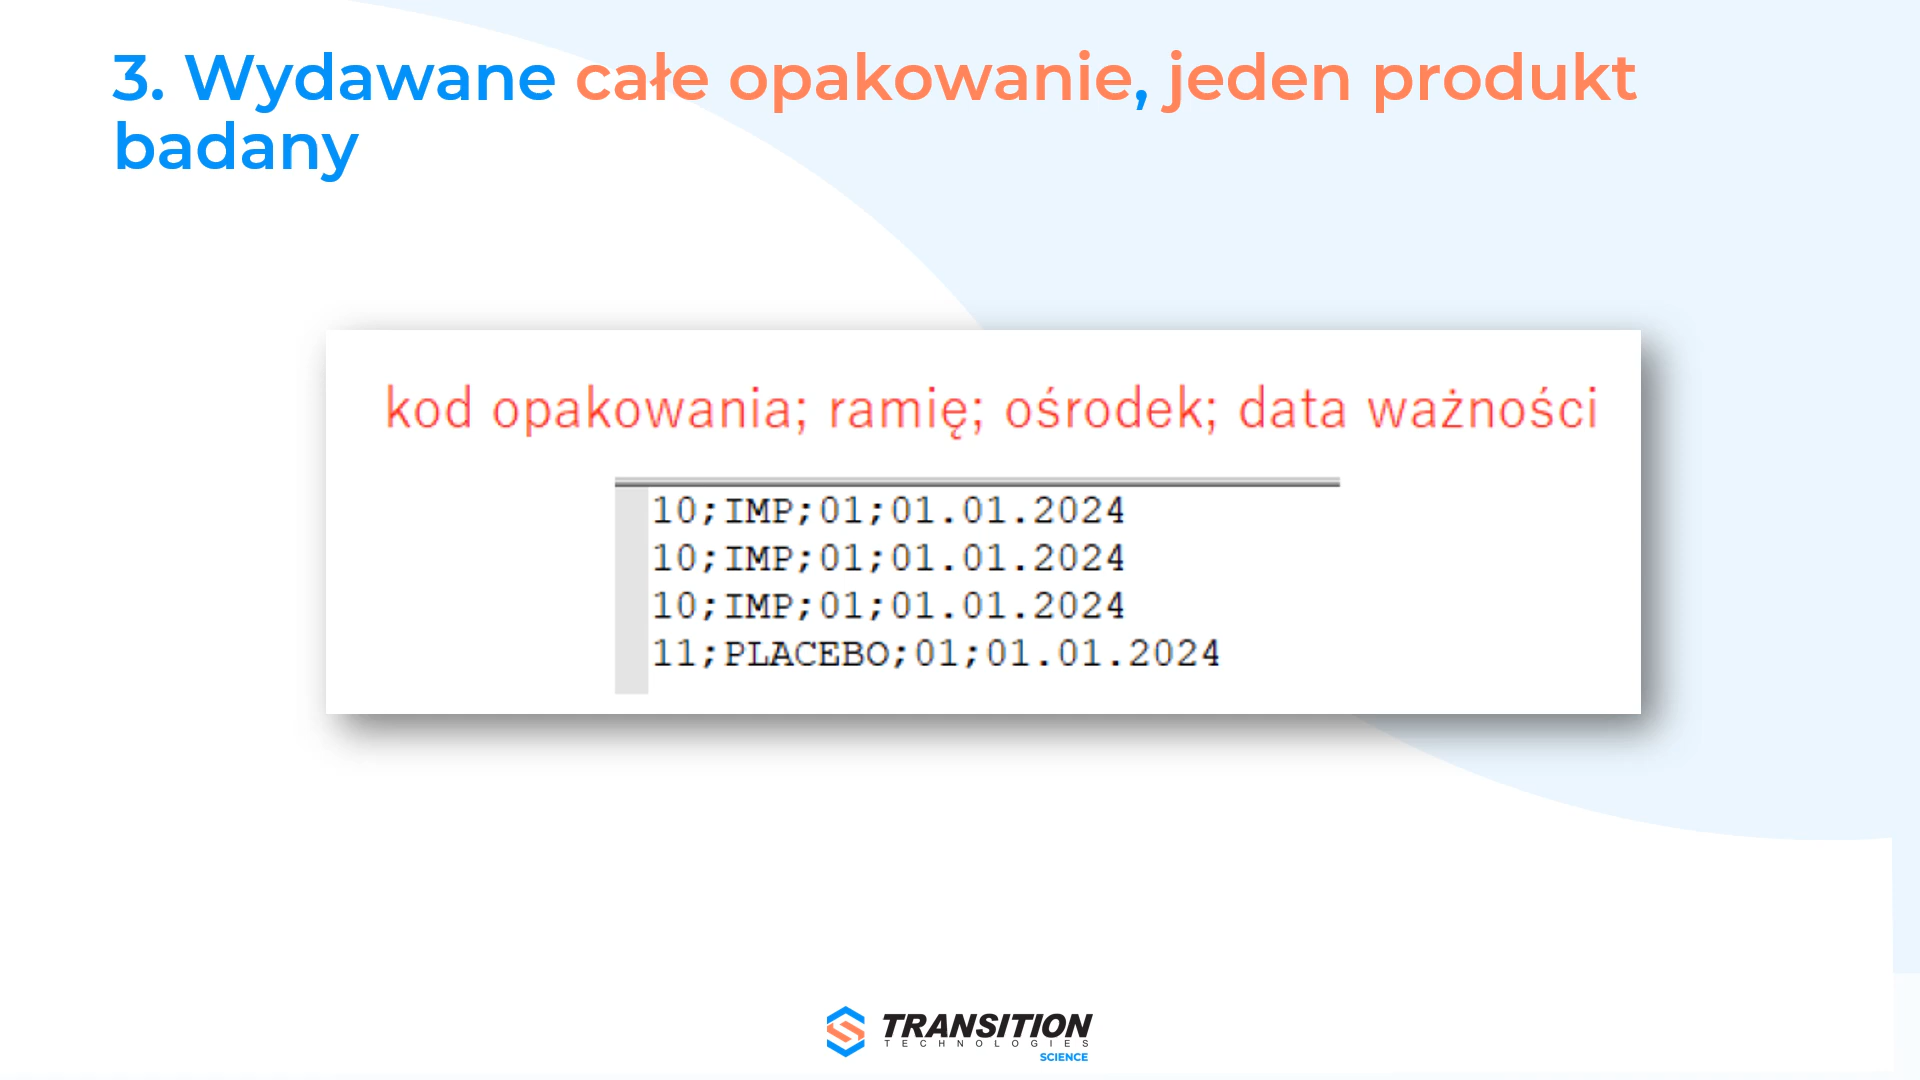 3. Wydawane całe opakowanie, jeden produkt
badany
kod opakowania; ramię; ośrodek; data ważności
10;IMP;01;01.01.2024
10;IMP;01;01.01.2024
10;IMP;01;01.01.2024
11;PLACEBO;01;01.01.2024
TRANSITION
TECHNOLOGIES
SCIENCE